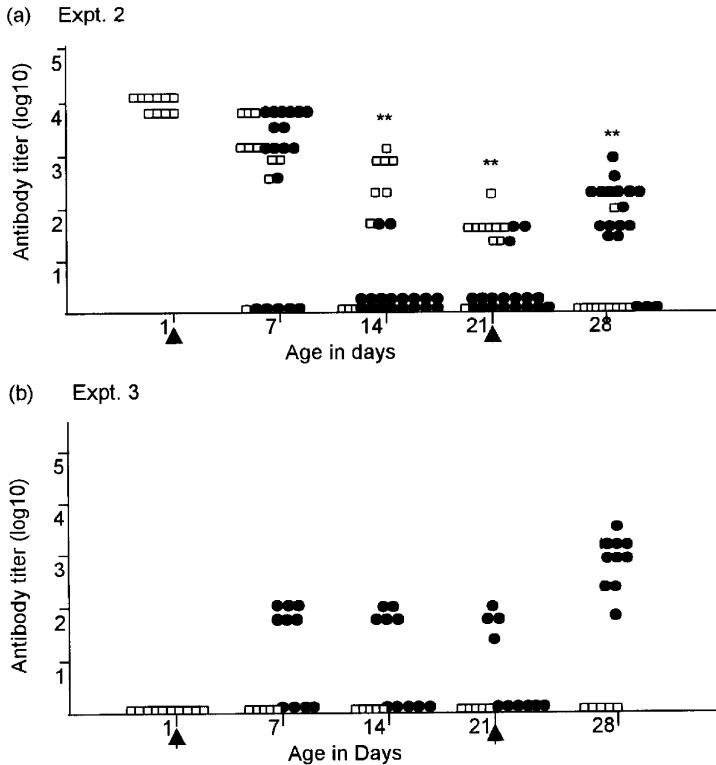 (a) Expt. 2
Antibody titer (log10)
5
4
3
2
1
**
**
**
1 7 14 21 28
Age in days
(b) Expt. 3
Antibody titer (log10)
5
4
3
2
1
1 7 14 21 28
Age in Days